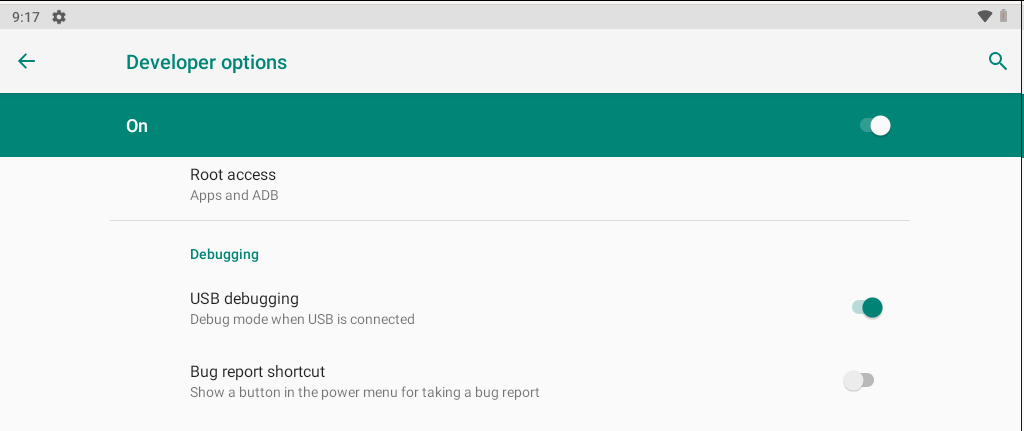 9:17
Developer options
On
Root access
Apps and ADB
Debugging
USB debugging
Debug mode when USB is connected
Bug report shortcut
Show a button in the power menu for taking a bug report